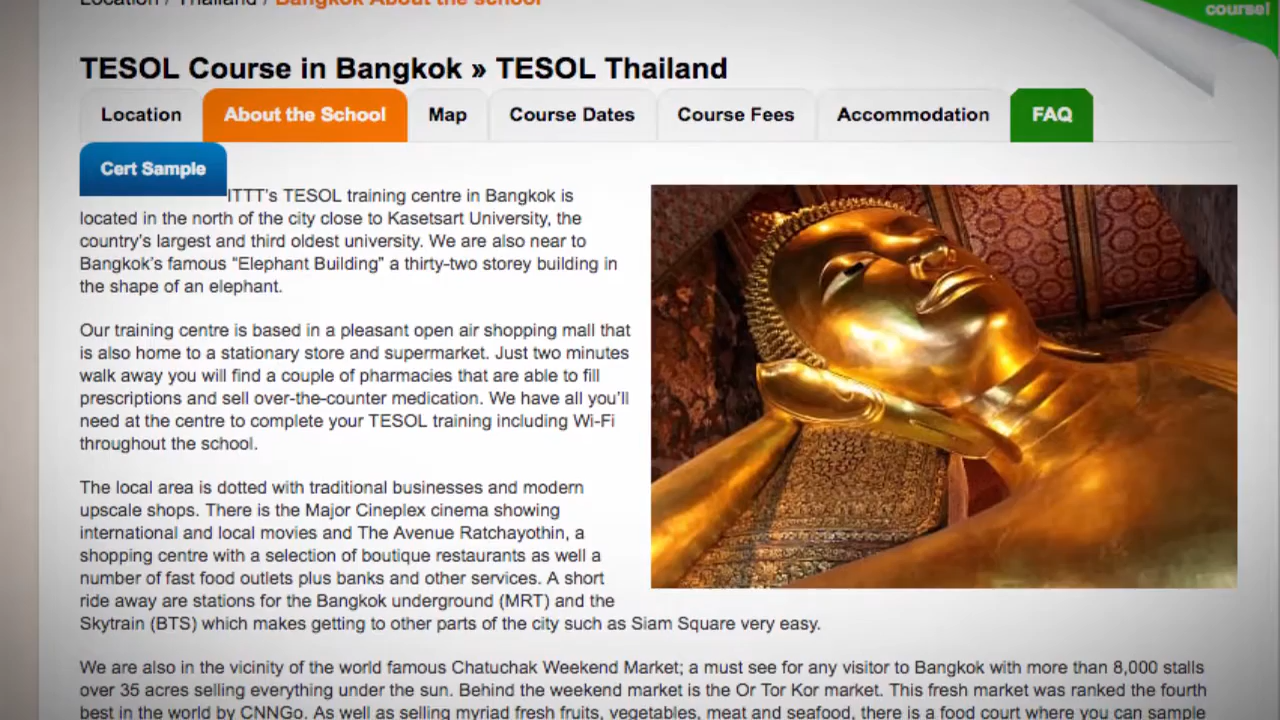 course!
Location / Thailand / Bangkok About the school
TESOL Course in Bangkok » TESOL Thailand
Location
About the School
Map
Course Dates
Course Fees
Accommodation
FAQ
Cert Sample
ITTT's TESOL training centre in Bangkok is
located in the north of the city close to Kasetsart University, the
country's largest and third oldest university. We are also near to
Bangkok's famous “Elephant Building” a thirty-two storey building in
the shape of an elephant.
Our training centre is based in a pleasant open air shopping mall that
is also home to a stationary store and supermarket. Just two minutes
walk away you will find a couple of pharmacies that are able to fill
prescriptions and sell over-the-counter medication. We have all you'll
need at the centre to complete your TESOL training including Wi-Fi
throughout the school.
The local area is dotted with traditional businesses and modern
upscale shops. There is the Major Cineplex cinema showing
international and local movies and The Avenue Ratchayothin, a
shopping centre with a selection of boutique restaurants as well a
number of fast food outlets plus banks and other services. A short
ride away are stations for the Bangkok underground (MRT) and the
Skytrain (BTS) which makes getting to other parts of the city such as Siam Square very easy.
We are also in the vicinity of the world famous Chatuchak Weekend Market; a must see for any visitor to Bangkok with more than 8,000 stalls
over 35 acres selling everything under the sun. Behind the weekend market is the Or Tor Kor market. This fresh market was ranked the fourth
best in the world by CNNGo. As well as selling myriad fresh fruits, vegetables, meat and seafood, there is a food court where you can sample